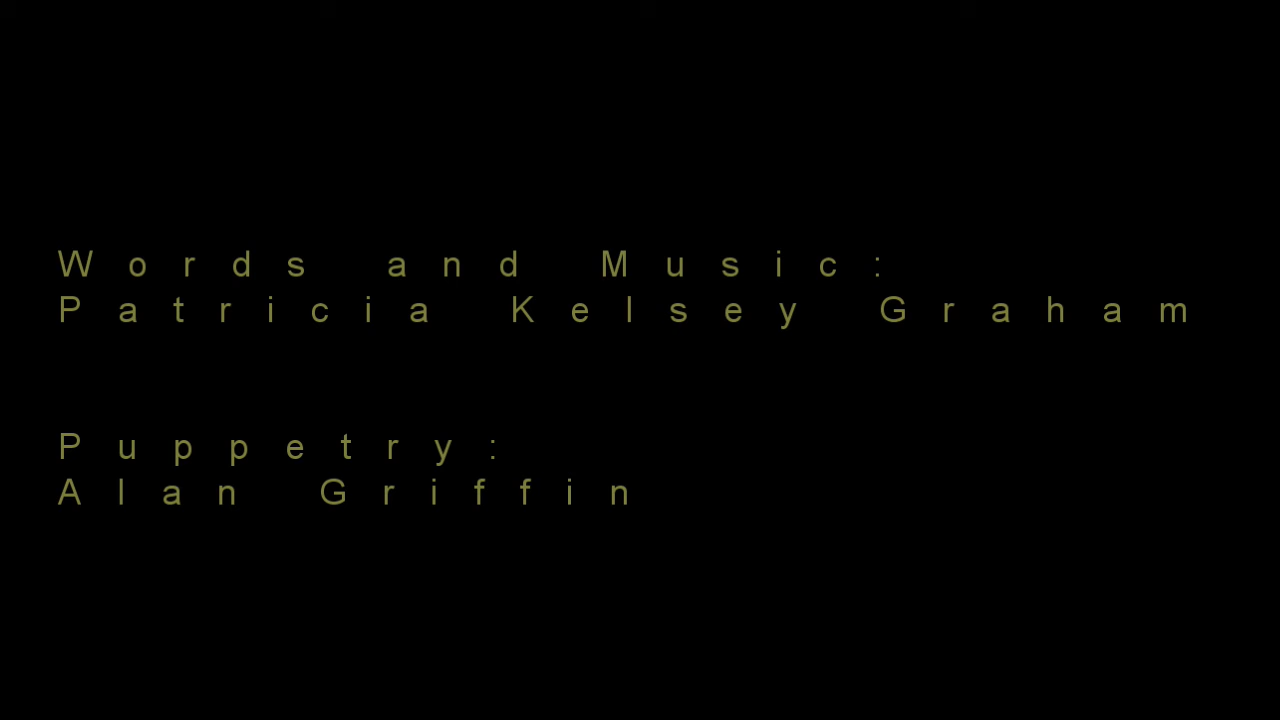 Words and Music:
Patricia Kelsey Graham
Puppetry:
Alan Griffin